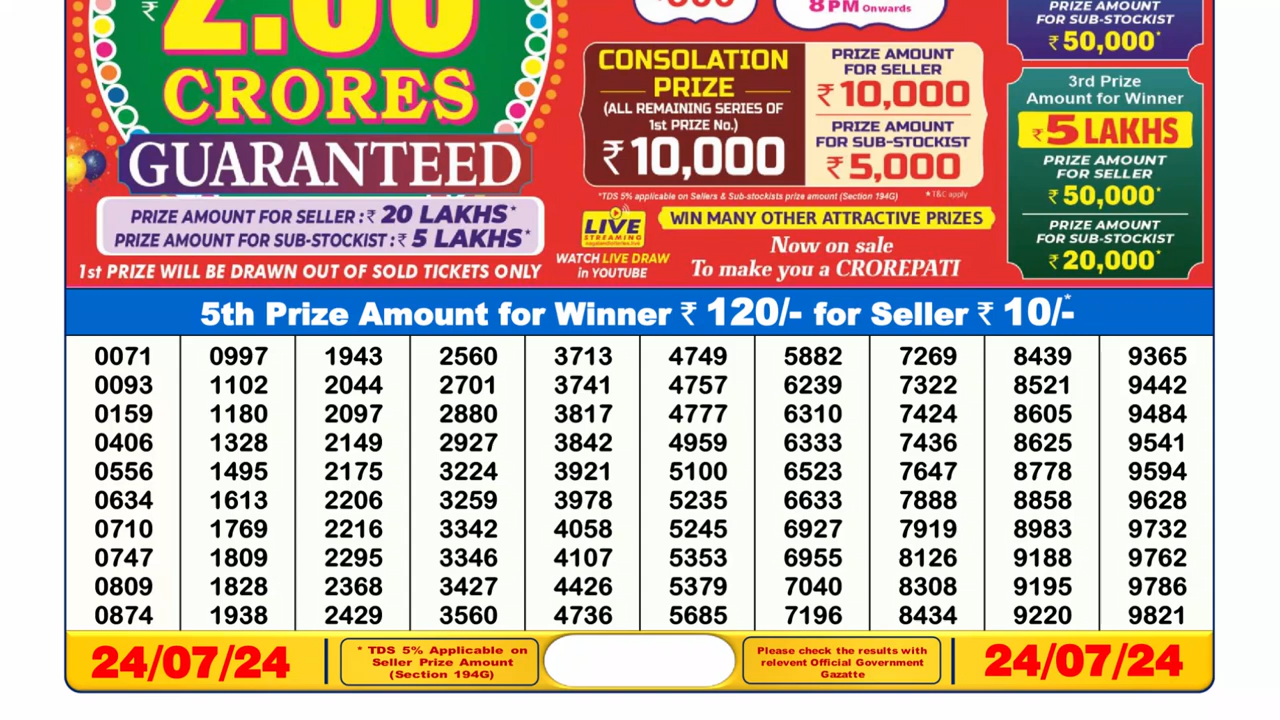 ₹ 2.00
CRORES
GUARANTEED
PRIZE AMOUNT FOR SELLER :₹ 20 LAKHS*
PRIZE AMOUNT FOR SUB-STOCKIST :₹ 5 LAKHS*
1st PRIZE WILL BE DRAWN OUT OF SOLD TICKETS ONLY
8PM Onwards
CONSOLATION
PRIZE
(ALL REMAINING SERIES OF
1st PRIZE No.)
₹10,000
PRIZE AMOUNT
FOR SELLER
₹10,000
PRIZE AMOUNT
FOR SUB-STOCKIST
₹5,000
*TDS 5% applicable on Sellers & Sub-stockists prize amount (Section 194G)
*T&C apply
LIVE
STREAMING
WATCH LIVE DRAW
in YOUTUBE
WIN MANY OTHER ATTRACTIVE PRIZES
Now on sale
To make you a CROREPATI
PRIZE AMOUNT
FOR SUB-STOCKIST
₹50,000*
3rd Prize
Amount for Winner
₹5 LAKHS
PRIZE AMOUNT
FOR SELLER
₹50,000*
PRIZE AMOUNT
FOR SUB-STOCKIST
₹20,000*
5th Prize Amount for Winner ₹ 120/- for Seller ₹ 10/-*
0071 0997 1943 2560 3713 4749 5882 7269 8439 9365
0093 1102 2044 2701 3741 4757 6239 7322 8521 9442
0159 1180 2097 2880 3817 4777 6310 7424 8605 9484
0406 1328 2149 2927 3842 4959 6333 7436 8625 9541
0556 1495 2175 3224 3921 5100 6523 7647 8778 9594
0634 1613 2206 3259 3978 5235 6633 7888 8858 9628
0710 1769 2216 3342 4058 5245 6927 7919 8983 9732
0747 1809 2295 3346 4107 5353 6955 8126 9188 9762
0809 1828 2368 3427 4426 5379 7040 8308 9195 9786
0874 1938 2429 3560 4736 5685 7196 8434 9220 9821
24/07/24
* TDS 5% Applicable on
Seller Prize Amount
(Section 194G)
Please check the results with
relevent Official Government
Gazatte
24/07/24